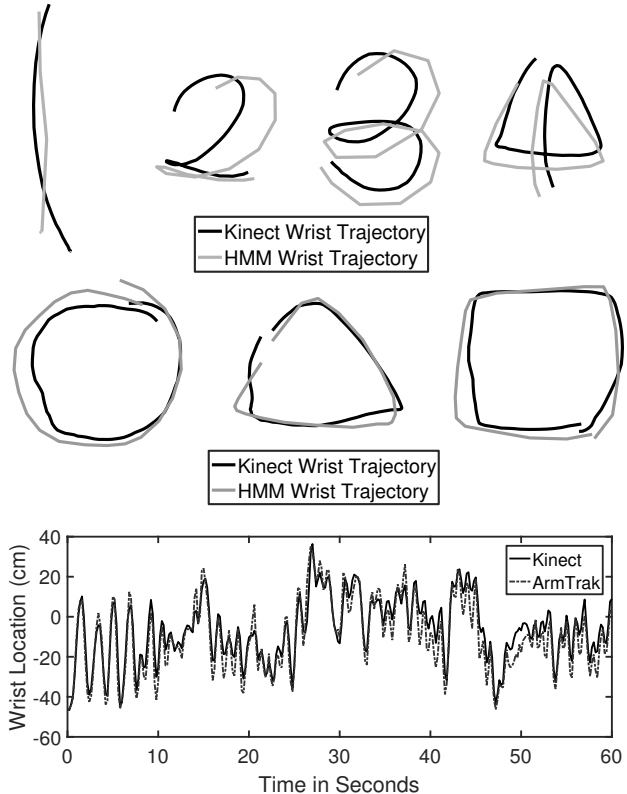 Kinect Wrist Trajectory
HMM Wrist Trajectory
Kinect Wrist Trajectory
HMM Wrist Trajectory
Wrist Location (cm)
40
20
0
-20
-40
-60
Kinect
ArmTrak
0 10 20 30 40 50 60
Time in Seconds